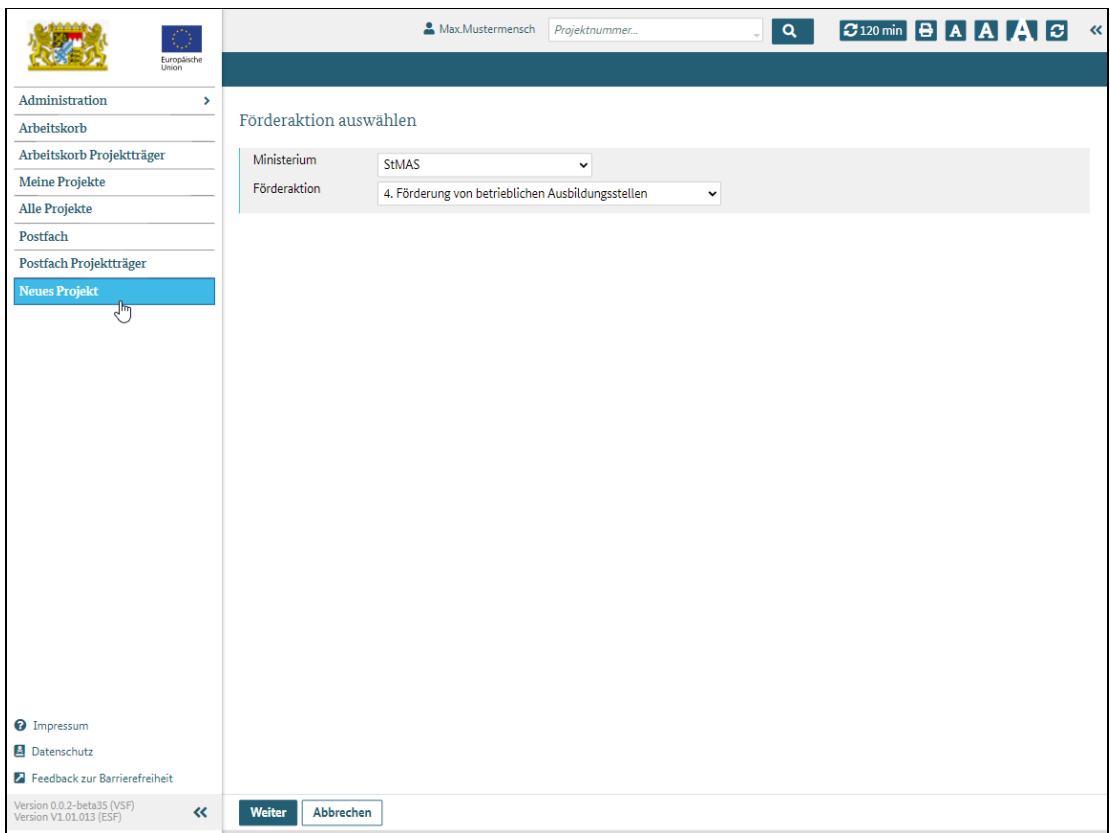 Europäische
Union
Max.Mustermensch
Projektnummer...
120 min
A
A
A
Administration
Arbeitskorb
Arbeitskorb Projektträger
Meine Projekte
Alle Projekte
Postfach
Postfach Projektträger
Neues Projekt
Förderaktion auswählen
Ministerium
StMAS
Förderaktion
4. Förderung von betrieblichen Ausbildungsstellen
Impressum
Datenschutz
Feedback zur Barrierefreiheit
Version 0.0.2-beta35 (VSF)
Version V1.01.013 (ESF)
Weiter
Abbrechen